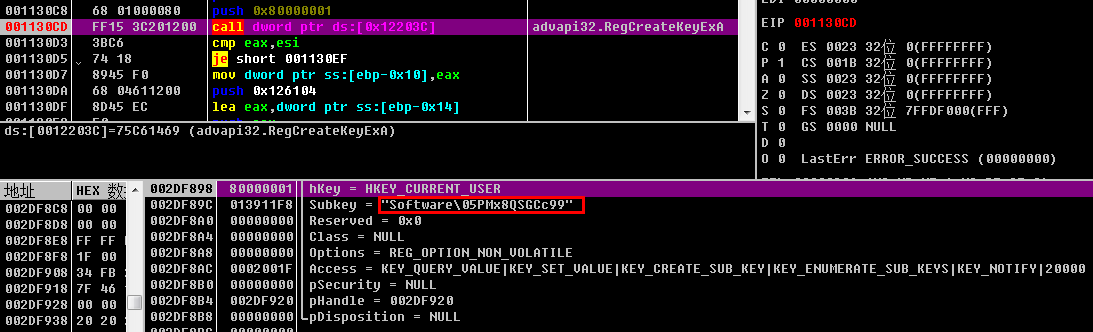 001130C8 68 01000080 push 0x80000001
001130CD FF15 3C201200 call dword ptr ds:[0x12203C] advapi32.RegCreateKeyExA
001130D3 3BC6 cmp eax,esi
001130D5 74 18 je short 001130EF
001130D7 8945 F0 mov dword ptr ss:[ebp-0x10],eax
001130DA 68 04611200 push 0x126104
001130DF 8D45 EC lea eax,dword ptr ss:[ebp-0x14]
ds:[0012203C]=75C61469 (advapi32.RegCreateKeyExA)
EIP 001130CD
C 0 ES 0023 32位 0(FFFFFFFF)
P 1 CS 001B 32位 0(FFFFFFFF)
A 0 SS 0023 32位 0(FFFFFFFF)
Z 0 DS 0023 32位 0(FFFFFFFF)
S 0 FS 003B 32位 7FFDF000(FFF)
T 0 GS 0000 NULL
D 0
O 0 LastErr ERROR_SUCCESS (00000000)
地址 HEX 数
002DF8C8 00 00
002DF8D8 00 00
002DF8E8 FF FF
002DF8F8 1F 00
002DF908 34 FB
002DF918 7F 46
002DF928 00 00
002DF938 20 20
002DF898 80000001 hKey = HKEY_CURRENT_USER
002DF89C 013911F8 Subkey = "Software\05PMx8QSGCc99"
002DF8A0 00000000 Reserved = 0x0
002DF8A4 00000000 Class = NULL
002DF8A8 00000000 Options = REG_OPTION_NON_VOLATILE
002DF8AC 0002001F Access = KEY_QUERY_VALUE|KEY_SET_VALUE|KEY_CREATE_SUB_KEY|KEY_ENUMERATE_SUB_KEYS|KEY_NOTIFY|20000
002DF8B0 00000000 pSecurity = NULL
002DF8B4 002DF920 pHandle = 002DF920
002DF8B8 00000000 pDisposition = NULL